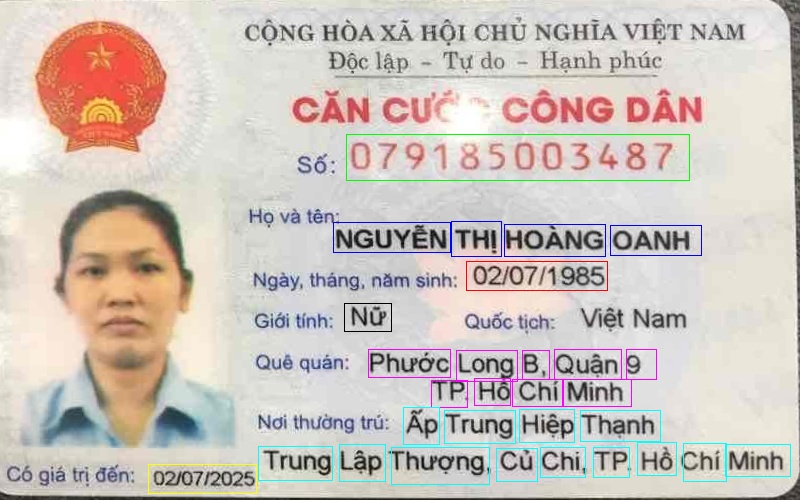 CỘNG HÒA XÃ HỘI CHỦ NGHĨA VIỆT NAM
Độc lập - Tự do - Hạnh phúc
CĂN CƯỚC CÔNG DÂN
Số: 079185003487
Họ và tên:
NGUYỄN THỊ HOÀNG OANH
Ngày, tháng, năm sinh: 02/07/1985
Giới tính: Nữ Quốc tịch: Việt Nam
Quê quán: Phước Long B, Quận 9
TP. Hồ Chí Minh
Nơi thường trú: Ấp Trung Hiệp Thạnh
Trung Lập Thượng, Củ Chi, TP. Hồ Chí Minh
Có giá trị đến: 02/07/2025